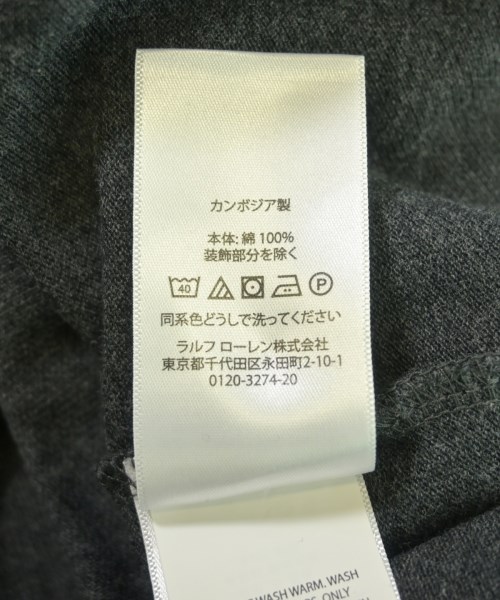 カンボジア製
本体: 綿 100%
装飾部分を除く
40 P
同系色どうしで洗ってください
ラルフ ローレン株式会社
東京都千代田区永田町2-10-1
0120-3274-20
WASH WARM. WASH
ONLY